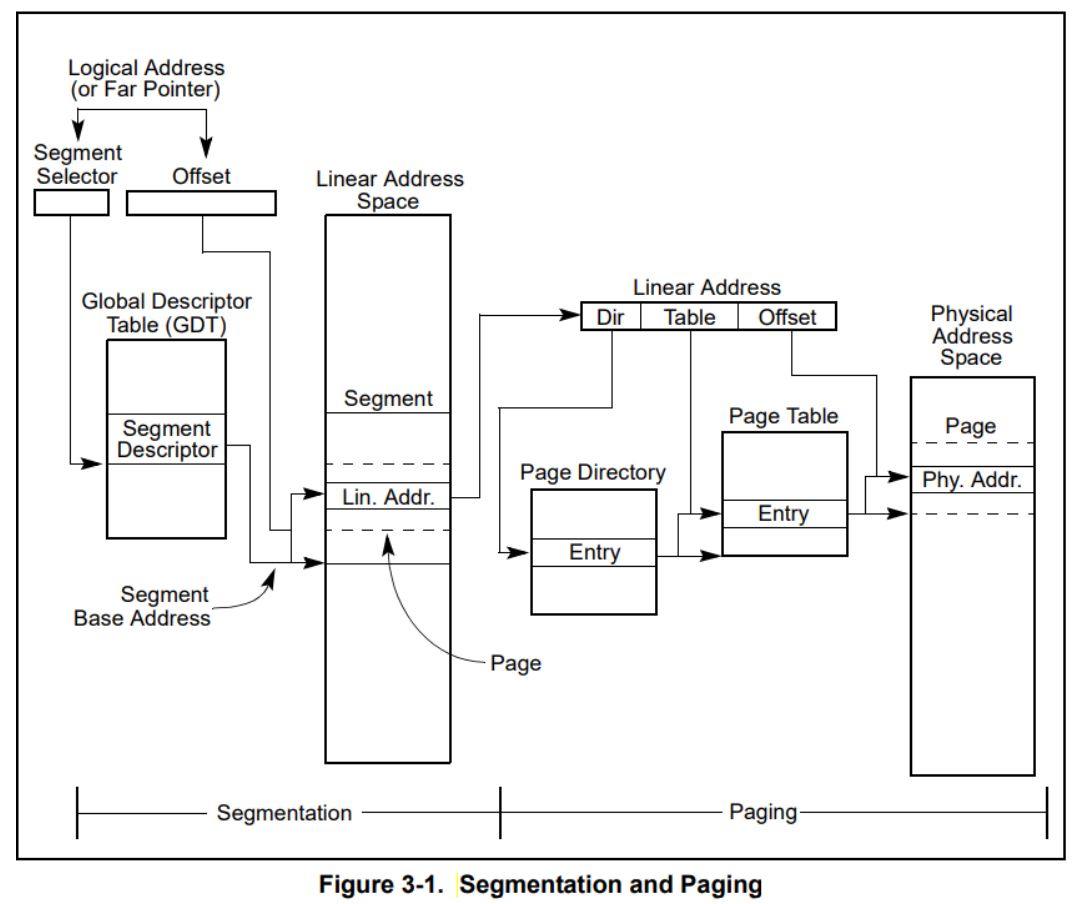 Logical Address
(or Far Pointer)
Segment
Selector
Offset
Linear Address
Space
Global Descriptor
Table (GDT)
Segment
Descriptor
Segment
Base Address
Segment
Lin. Addr.
Page
Linear Address
Dir Table Offset
Page Directory
Entry
Page Table
Entry
Physical
Address
Space
Page
Phy. Addr.
Segmentation
Paging
Figure 3-1. Segmentation and Paging